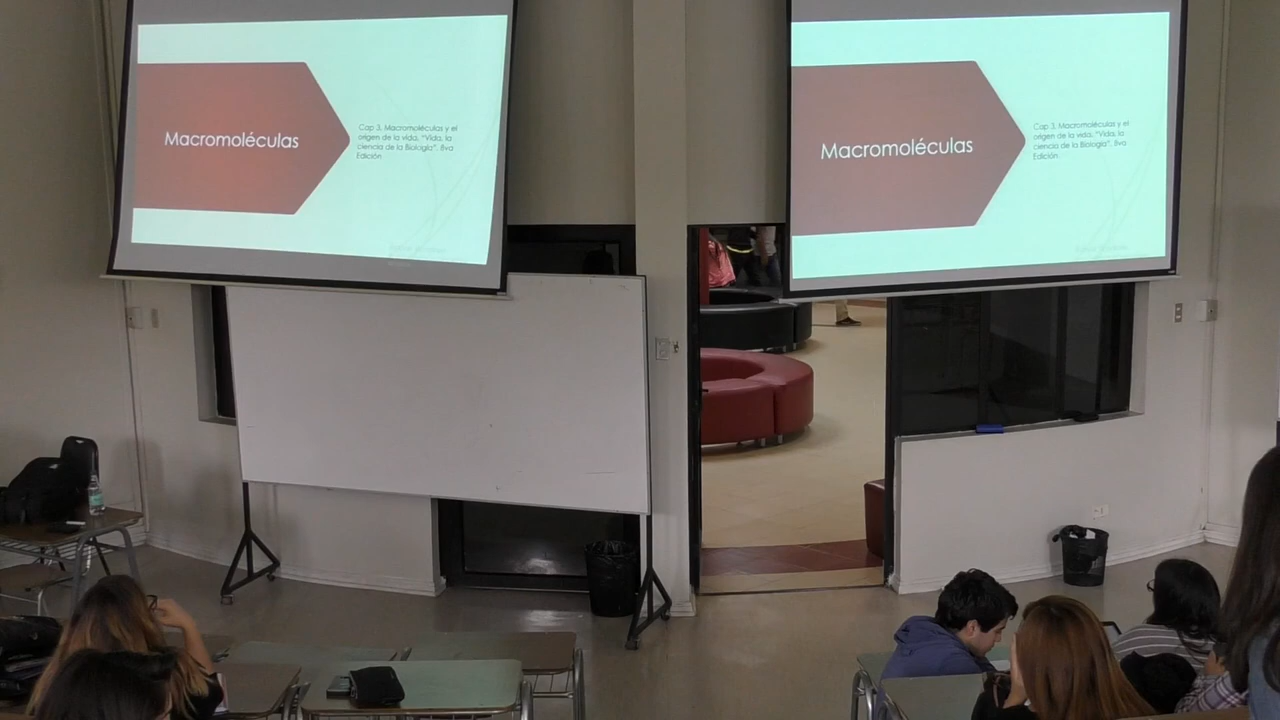 Macromoléculas
Cap 3, Macromoléculas y el
origen de la vida, "Vida, la
ciencia de la Biología". 8va
Edición
Macromoléculas
Cap 3, Macromoléculas y el
origen de la vida, "Vida, la
ciencia de la Biología". 8va
Edición.